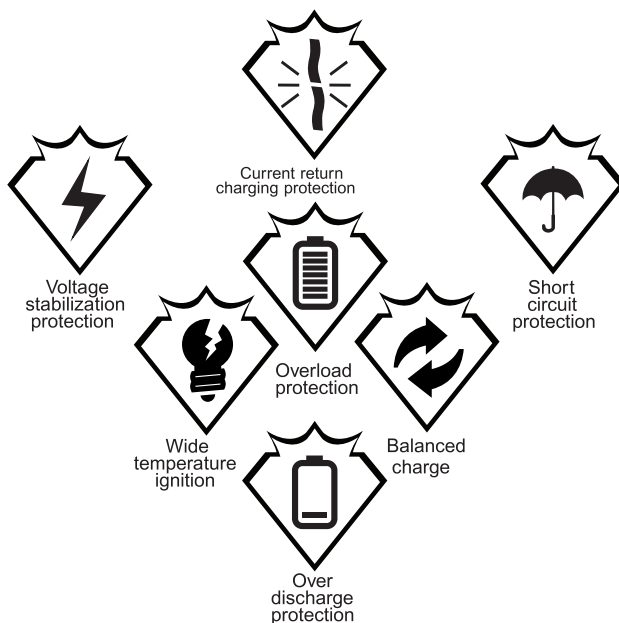 Current return
charging protection
Voltage
stabilization
protection
Short
circuit
protection
Overload
protection
Wide
temperature
ignition
Balanced
charge
Over
discharge
protection